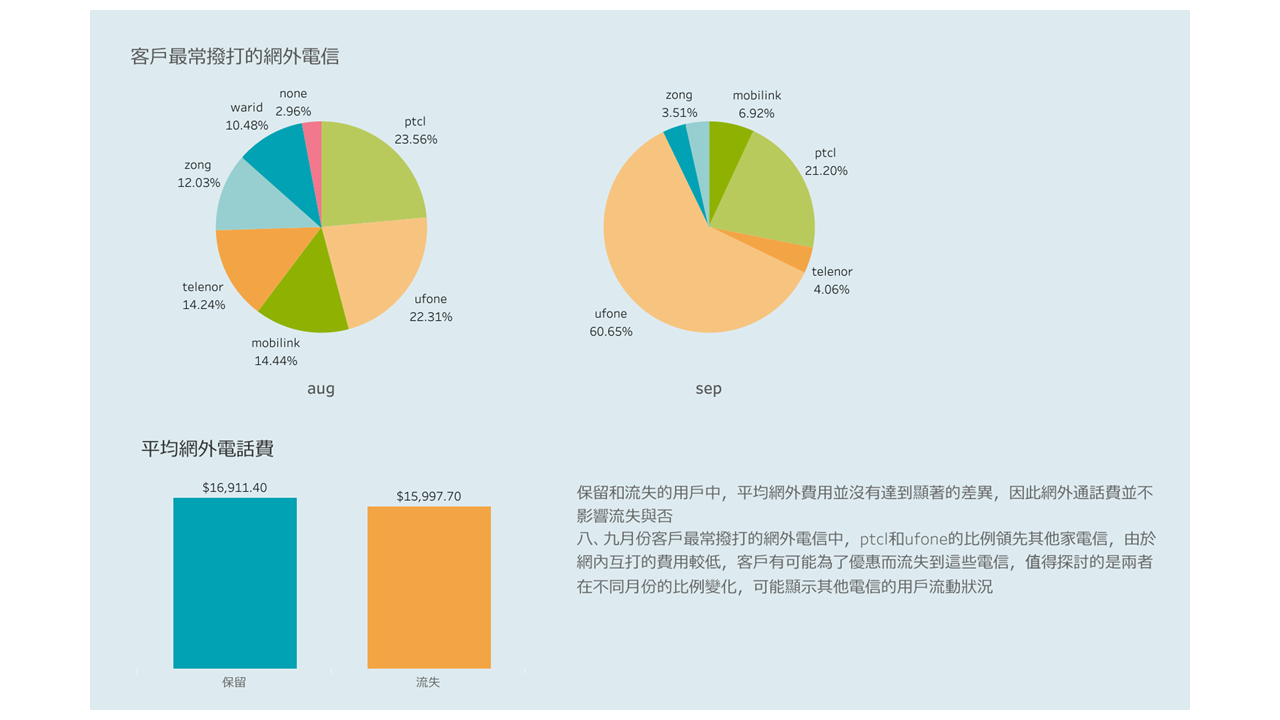 客戶最常撥打的網外電信
none
2.96%
warid
10.48%
ptcl
23.56%
zong
12.03%
telenor
14.24%
ufone
22.31%
mobilink
14.44%
aug
zong
3.51%
mobilink
6.92%
ptcl
21.20%
telenor
4.06%
ufone
60.65%
sep
平均網外電話費
$16,911.40
$15,997.70
保留
流失
保留和流失的用戶中，平均網外費用並沒有達到顯著的差異，因此網外通話費並不
影響流失與否
八、九月份客戶最常撥打的網外電信中，ptcl和ufone的比例領先其他家電信，由於
網內互打的費用較低，客戶有可能為了優惠而流失到這些電信，值得探討的是兩者
在不同月份的比例變化，可能顯示其他電信的用戶流動狀況